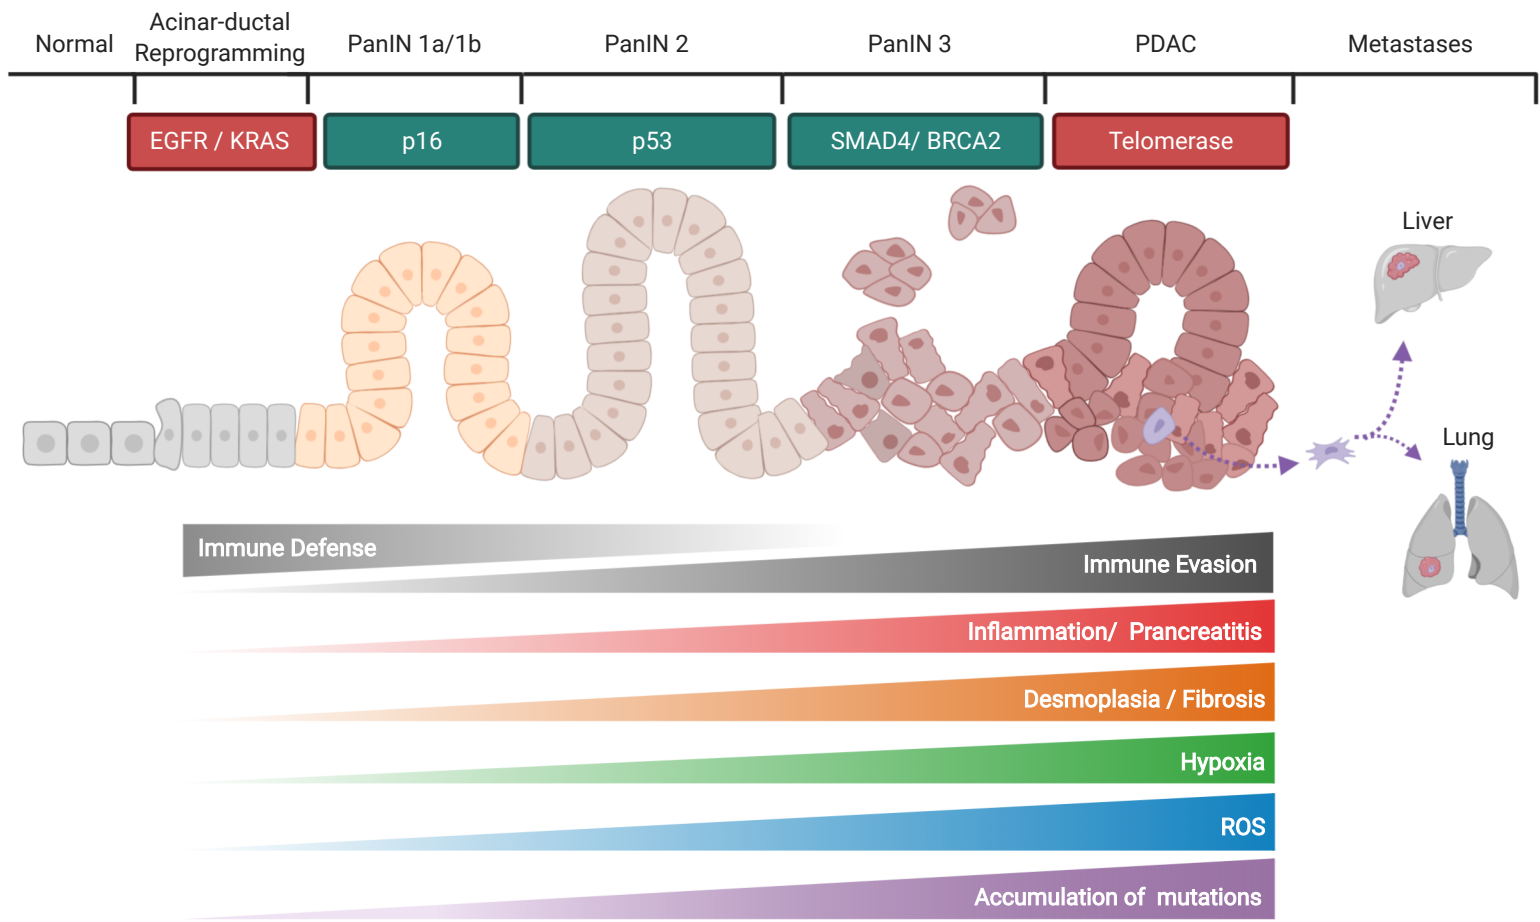 Normal
Acinar-ductal
Reprogramming
PanIN 1a/1b
PanIN 2
PanIN 3
PDAC
Metastases
EGFR / KRAS
p16
p53
SMAD4/ BRCA2
Telomerase
Liver
Lung
Immune Defense
Immune Evasion
Inflammation/ Prancreatitis
Desmoplasia / Fibrosis
Hypoxia
ROS
Accumulation of mutations